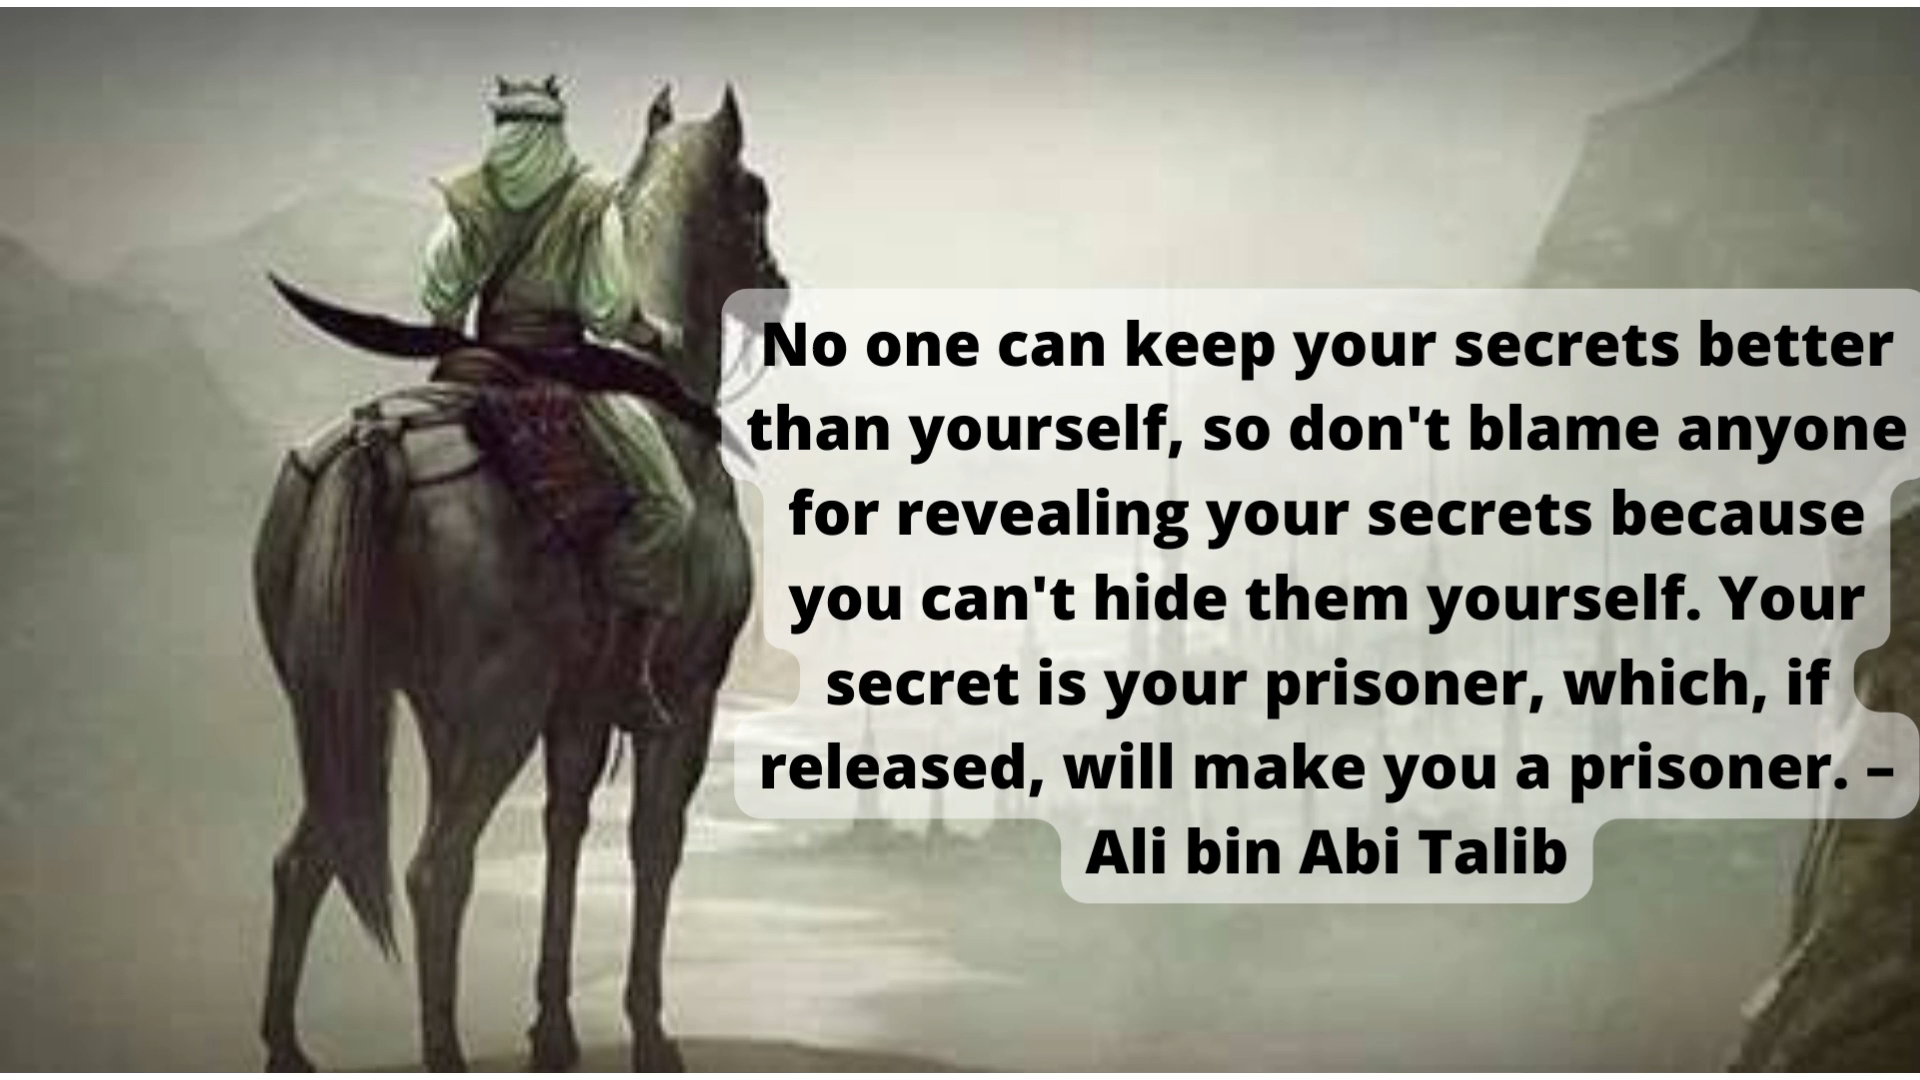 No one can keep your secrets better
than yourself, so don't blame anyone
for revealing your secrets because
you can't hide them yourself. Your
secret is your prisoner, which, if
released, will make you a prisoner. –
Ali bin Abi Talib